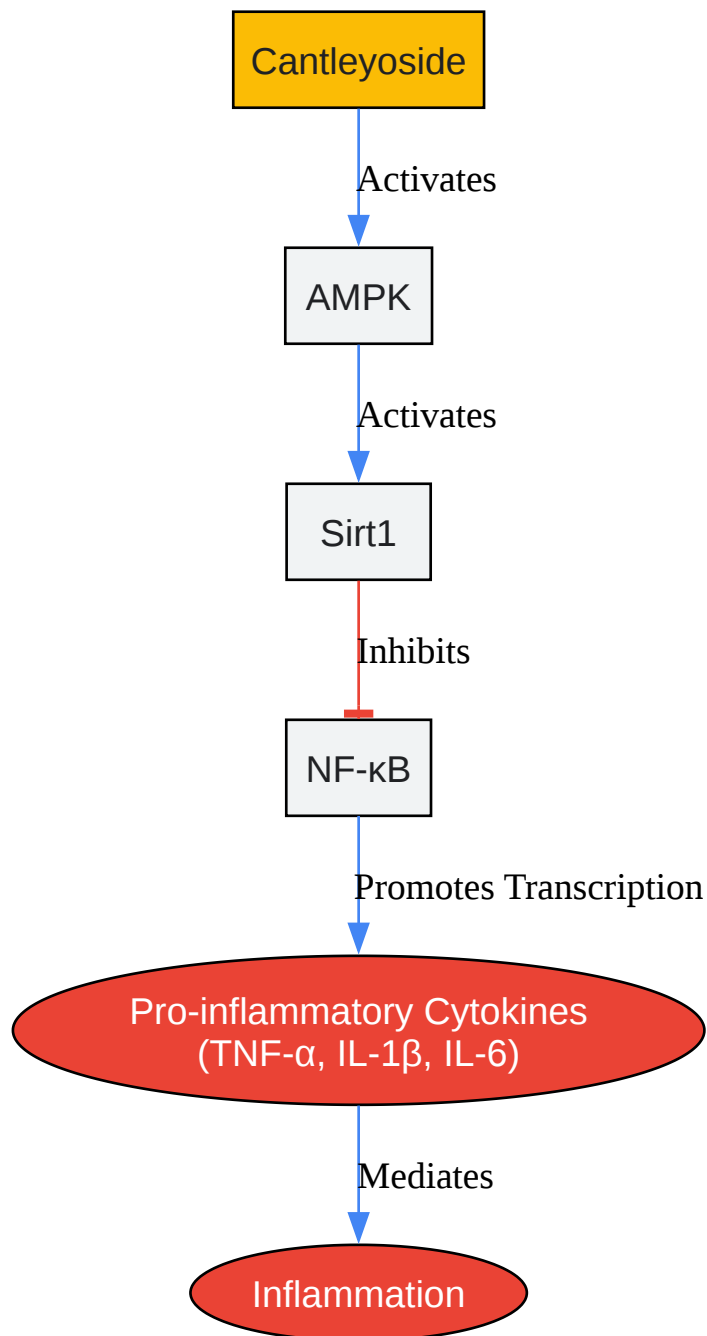 Cantleyoside
Activates
AMPK
Activates
Sirt1
Inhibits
NF-κB
Promotes Transcription
Pro-inflammatory Cytokines
(TNF-α, IL-1β, IL-6)
Mediates
Inflammation